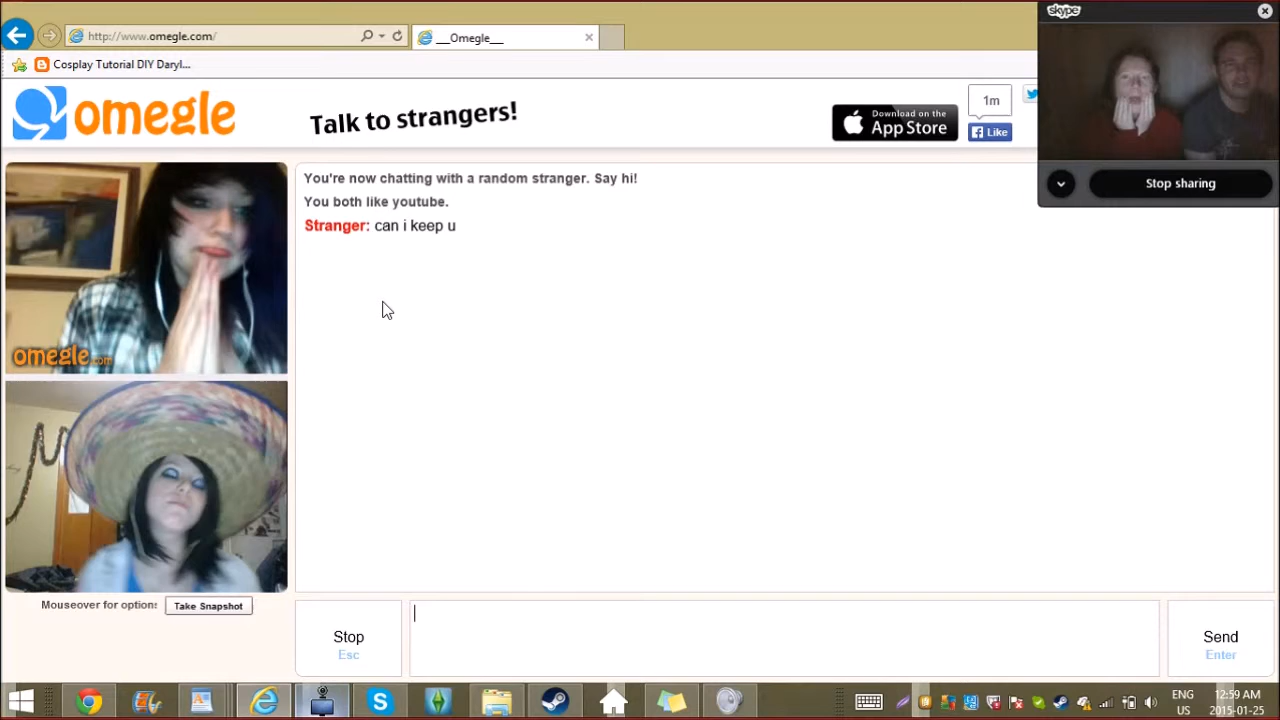 skype
http://www.omegle.com/
__Omegle__
Cosplay Tutorial DIY Daryl...
omegle
Talk to strangers!
Download on the
App Store
1m
Like
Stop sharing
You're now chatting with a random stranger. Say hi!
You both like youtube.
Stranger: can i keep u
omegle.com
Mouseover for options
Take Snapshot
Stop
Esc
Send
Enter
ENG
US
12:59 AM
2015-01-25